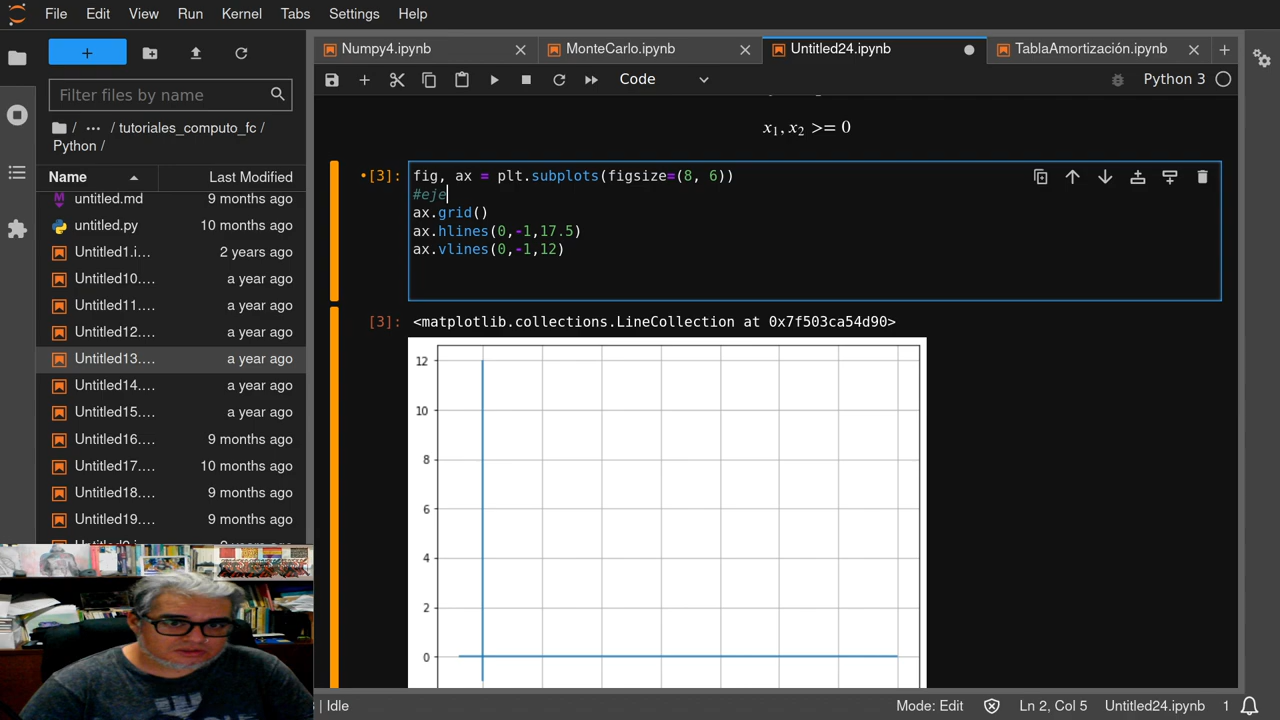 File Edit View Run Kernel Tabs Settings Help
+
Filter files by name
/ ... / tutoriales_computo_fc /
Python /
Name Last Modified
untitled.md 9 months ago
untitled.py 10 months ago
Untitled1.i... 2 years ago
Untitled10.... a year ago
Untitled11.... a year ago
Untitled12.... a year ago
Untitled13.... a year ago
Untitled14.... a year ago
Untitled15.... a year ago
Untitled16.... 9 months ago
Untitled17.... 10 months ago
Untitled18.... 9 months ago
Untitled19.... 9 months ago
Numpy4.ipynb MonteCarlo.ipynb Untitled24.ipynb TablaAmortización.ipynb
Code Python 3
x₁, x₂ >= 0
[3]: fig, ax = plt.subplots(figsize=(8, 6))
#eje
ax.grid()
ax.hlines(0,-1,17.5)
ax.vlines(0,-1,12)
[3]: <matplotlib.collections.LineCollection at 0x7f503ca54d90>
12
10
8
6
4
2
0
| Idle Mode: Edit Ln 2, Col 5 Untitled24.ipynb 1